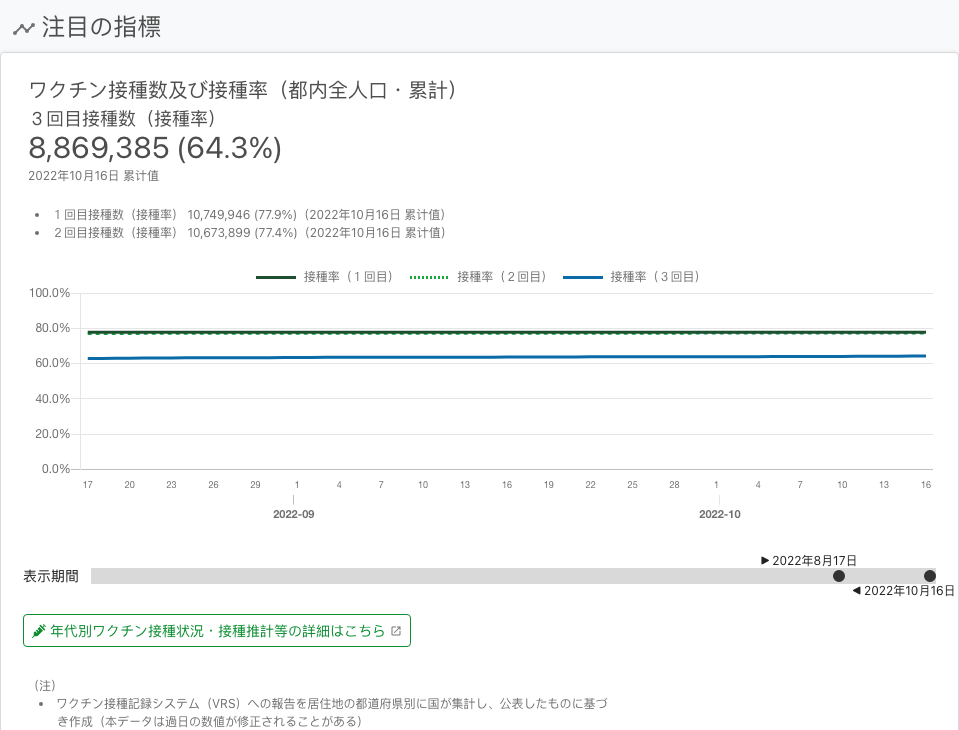 注目の指標
ワクチン接種数及び接種率（都内全人口・累計）
３回目接種数（接種率）
8,869,385 (64.3%)
2022年10月16日 累计值
• １回目接種数（接種率） 10,749,946 (77.9%)（2022年10月16日 累计值）
• ２回目接種数（接種率） 10,673,899 (77.4%)（2022年10月16日 累计值）
接種率（１回目） 接種率（２回目） 接種率（３回目）
100.0%
80.0%
60.0%
40.0%
20.0%
0.0%
17 20 23 26 29 1 4 7 10 13 16 19 22 25 28 1 4 7 10 13 16
2022-09 2022-10
▶ 2022年8月17日
表示期間
◀ 2022年10月16日
年代別ワクチン接種状況・接種推計等の詳細はこちら
（注）
• ワクチン接種記録システム（VRS）への報告を居住地の都道府県別に国が集計し、公表したものに基づ
き作成（本データは過日の数値が修正されることがある）